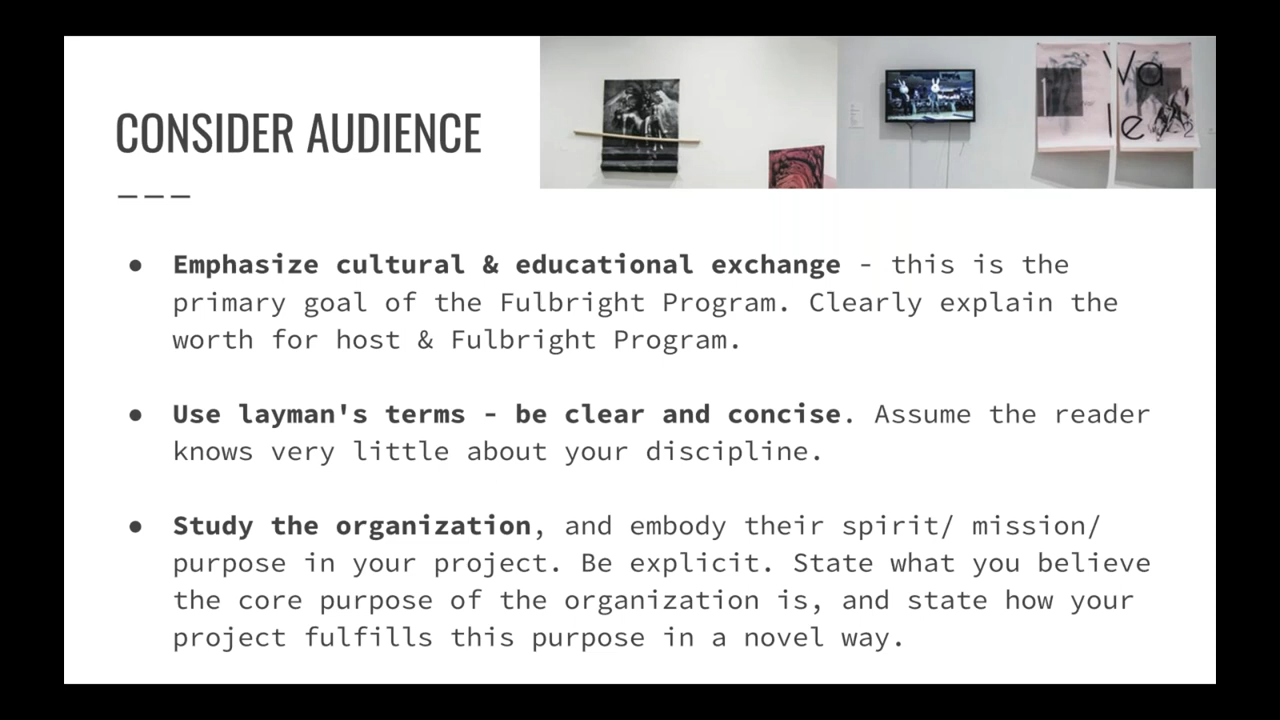 CONSIDER AUDIENCE
Va
le
● Emphasize cultural & educational exchange - this is the
primary goal of the Fulbright Program. Clearly explain the
worth for host & Fulbright Program.
● Use layman's terms - be clear and concise. Assume the reader
knows very little about your discipline.
● Study the organization, and embody their spirit/ mission/
purpose in your project. Be explicit. State what you believe
the core purpose of the organization is, and state how your
project fulfills this purpose in a novel way.